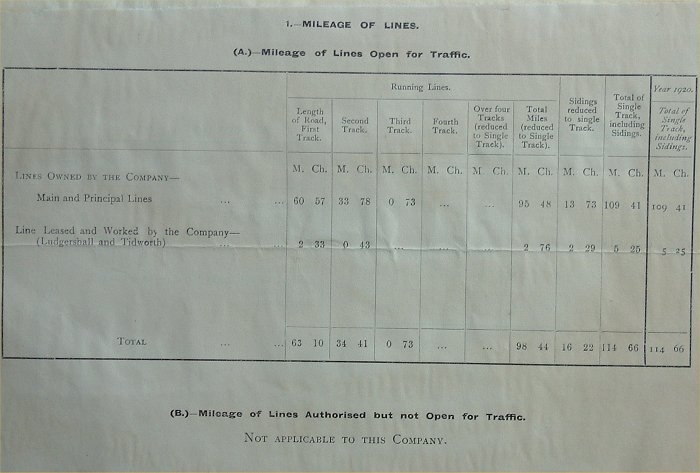 1.—MILEAGE OF LINES.
(A.)—Mileage of Lines Open for Traffic.
Running Lines.
Length of Road, First Track.
Second Track.
Third Track.
Fourth Track.
Over four Tracks (reduced to Single Track).
Total Miles (reduced to Single Track).
Sidings reduced to single Track.
Total of Single Track, including Sidings.
Year 1920.
Total of Single Track, including Sidings.
M. Ch. M. Ch. M. Ch. M. Ch. M. Ch. M. Ch. M. Ch. M. Ch. M. Ch.
LINES OWNED BY THE COMPANY—
Main and Principal Lines ... ... 60 57 33 78 0 73 ... ... 95 48 13 73 109 41 109 41
Line Leased and Worked by the Company—
(Ludgershall and Tidworth) ... ... 2 33 0 43 ... ... ... 2 76 2 29 5 25 5 25
TOTAL ... ... 63 10 34 41 0 73 ... ... 98 44 16 22 114 66 114 66
(B.)—Mileage of Lines Authorised but not Open for Traffic.
NOT APPLICABLE TO THIS COMPANY.